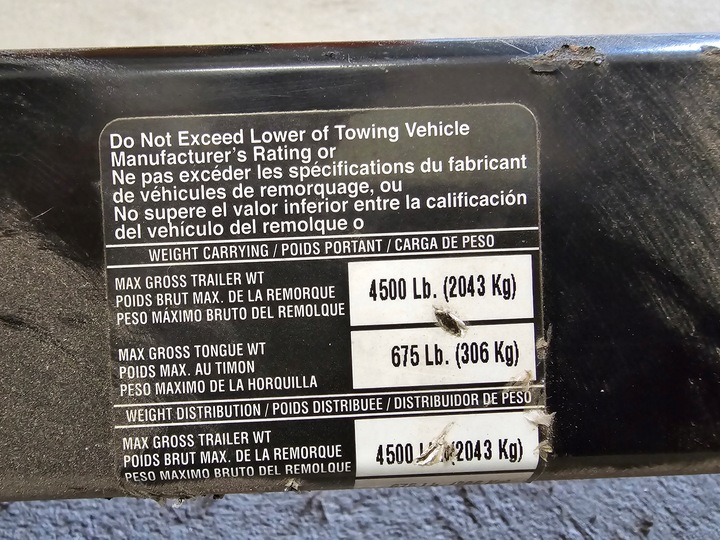 Do Not Exceed Lower of Towing Vehicle
Manufacturer's Rating or
Ne pas excéder les spécifications du fabricant
de véhicules de remorquage, ou
No supere el valor inferior entre la calificación
del vehículo del remolque o
WEIGHT CARRYING / POIDS PORTANT / CARGA DE PESO
MAX GROSS TRAILER WT
POIDS BRUT MAX. DE LA REMORQUE
PESO MÁXIMO BRUTO DEL REMOLQUE
4500 Lb. (2043 Kg)
MAX GROSS TONGUE WT
POIDS MAX. AU TIMON
PESO MAXIMO DE LA HORQUILLA
675 Lb. (306 Kg)
WEIGHT DISTRIBUTION / POIDS DISTRIBUEE / DISTRIBUIDOR DE PESO
MAX GROSS TRAILER WT
POIDS BRUT MAX. DE LA REMORQUE
PESO MAXIMO BRUTO DEL REMOLQUE
4500 (2043 Kg)